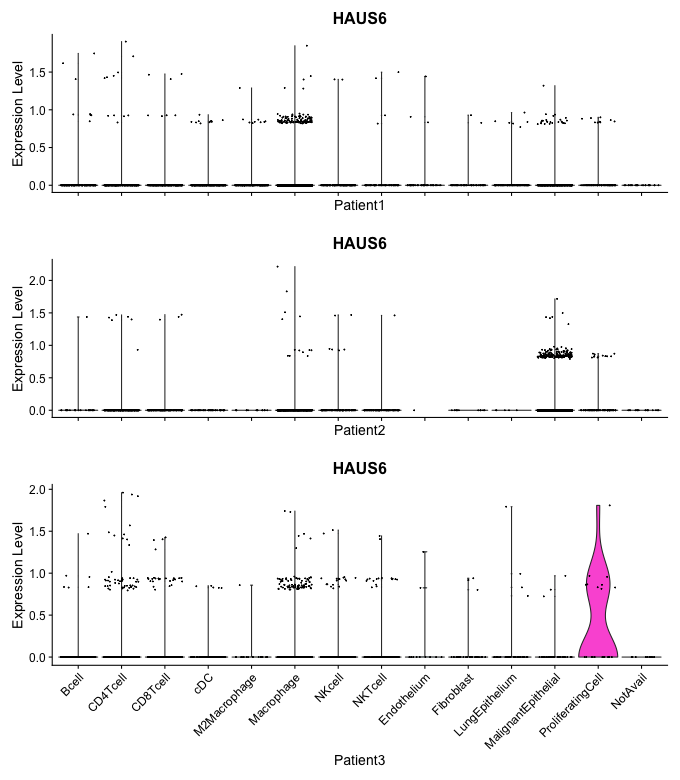 HAUS6
Expression Level
1.5
1.0
0.5
0.0
Patient1
HAUS6
Expression Level
2.0
1.5
1.0
0.5
0.0
Patient2
HAUS6
Expression Level
2.0
1.5
1.0
0.5
0.0
Bcell
CD4Tcell
CD8Tcell
cDC
M2Macrophage
Macrophage
NKcell
NKTcell
Endothelium
Fibroblast
LungEpithelium
MalignantEpithelial
ProliferatingCell
NotAvail
Patient3